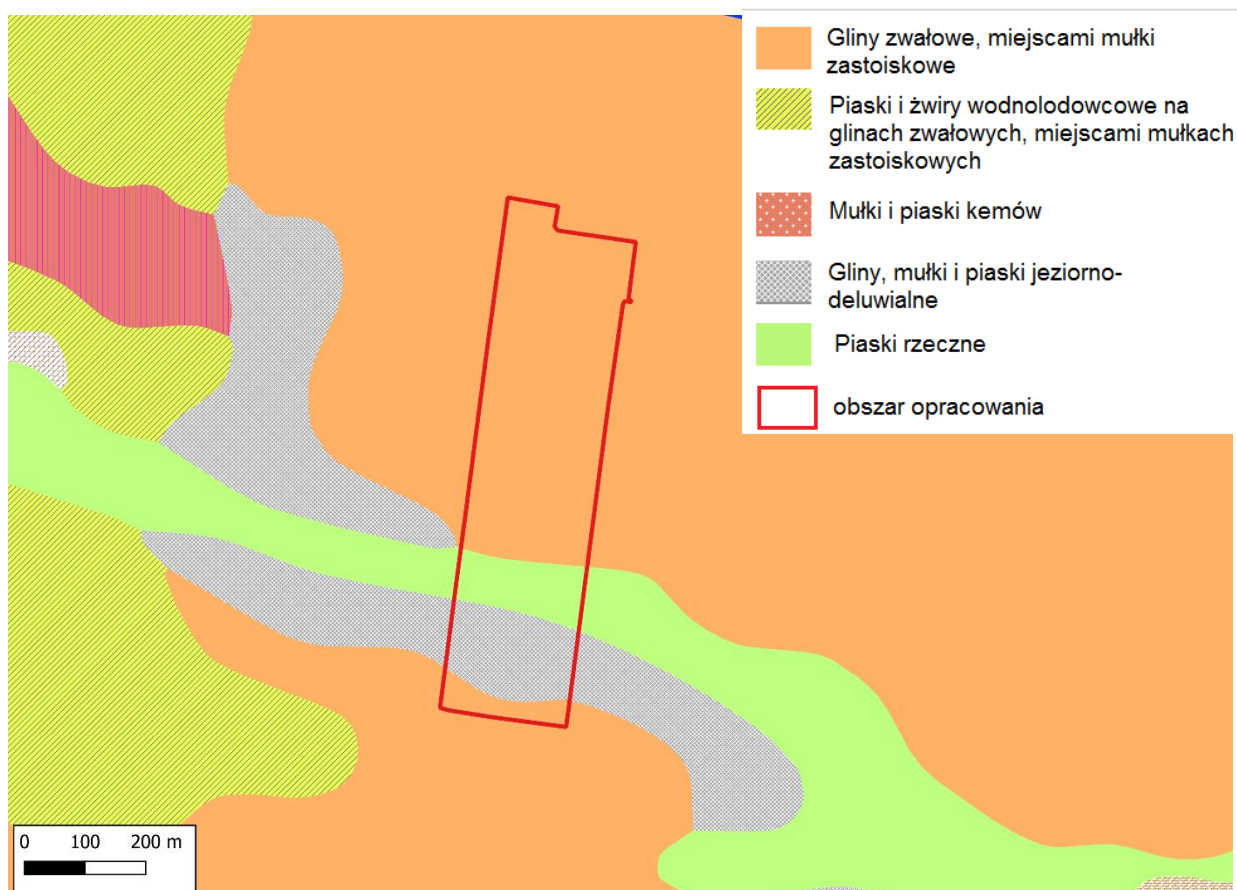 Gliny zwałowe, miejscami mułki
zastoiskowe
Piaski i żwiry wodnolodowcowe na
glinach zwałowych, miejscami mułkach
zastoiskowych
Mułki i piaski kemów
Gliny, mułki i piaski jeziorno-
deluwialne
Piaski rzeczne
obszar opracowania
0 100 200 m